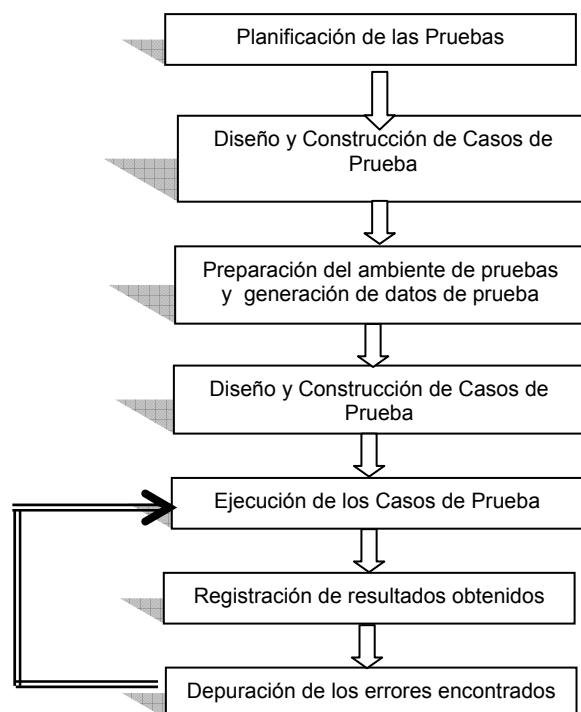 Planificación de las Pruebas
Diseño y Construcción de Casos de
Prueba
Preparación del ambiente de pruebas
y generación de datos de prueba
Diseño y Construcción de Casos de
Prueba
Ejecución de los Casos de Prueba
Registración de resultados obtenidos
Depuración de los errores encontrados